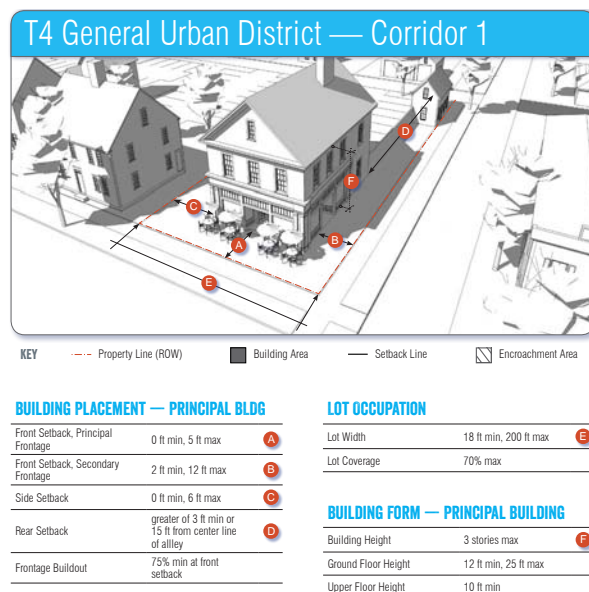 T4 General Urban District — Corridor 1
D
F
C
A
B
E
KEY
Property Line (ROW)
Building Area
Setback Line
Encroachment Area
BUILDING PLACEMENT — PRINCIPAL BLDG
Front Setback, Principal
Frontage
0 ft min, 5 ft max
A
Front Setback, Secondary
Frontage
2 ft min, 12 ft max
B
Side Setback
0 ft min, 6 ft max
C
Rear Setback
greater of 3 ft min or
15 ft from center line
of allley
D
Frontage Buildout
75% min at front
setback
LOT OCCUPATION
Lot Width
18 ft min, 200 ft max
E
Lot Coverage
70% max
BUILDING FORM — PRINCIPAL BUILDING
Building Height
3 stories max
F
Ground Floor Height
12 ft min, 25 ft max
Upper Floor Height
10 ft min